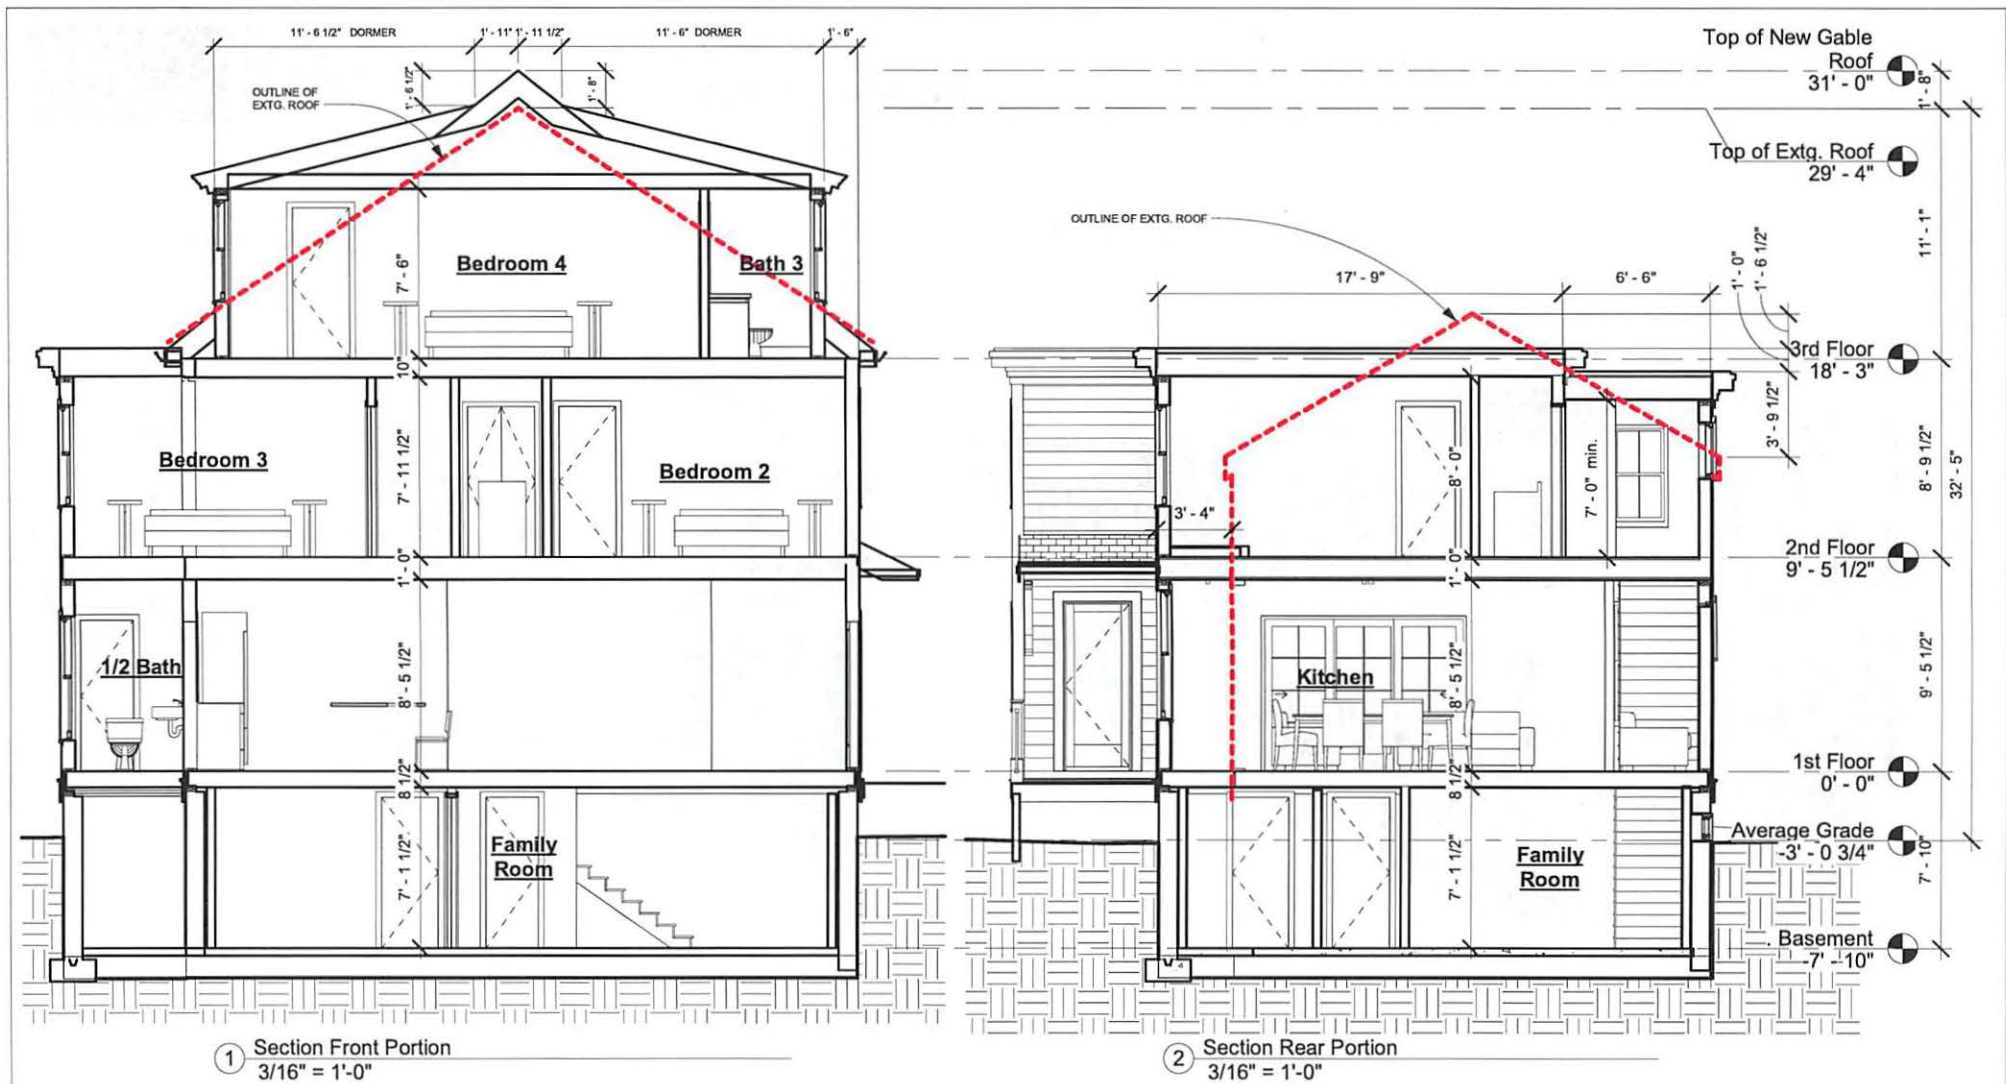 11' - 6 1/2" DORMER
1' - 11"
1' - 11 1/2"
11' - 6" DORMER
1' - 6"
OUTLINE OF
EXTG. ROOF
1' - 6 1/2"
1' - 8"
Bedroom 4
Bath 3
7' - 6"
10"
Bedroom 3
7' - 11 1/2"
Bedroom 2
1' - 0"
1/2 Bath
8' - 5 1/2"
8 1/2"
7' - 1 1/2"
Family
Room
1
Section Front Portion
3/16" = 1'-0"
OUTLINE OF EXTG. ROOF
17' - 9"
6' - 6"
1' - 0"
1' - 6 1/2"
3' - 9 1/2"
8' - 0"
7' - 0" min.
3' - 4"
1' - 0"
Kitchen
8' - 5 1/2"
8 1/2"
7' - 1 1/2"
Family
Room
2
Section Rear Portion
3/16" = 1'-0"
Top of New Gable
Roof
31' - 0"
1' - 8"
Top of Extg. Roof
29' - 4"
11' - 1"
3rd Floor
18' - 3"
8' - 9 1/2"
32' - 5"
2nd Floor
9' - 5 1/2"
9' - 5 1/2"
1st Floor
0' - 0"
Average Grade
-3' - 0 3/4"
7' - 10"
Basement
-7' - 10"